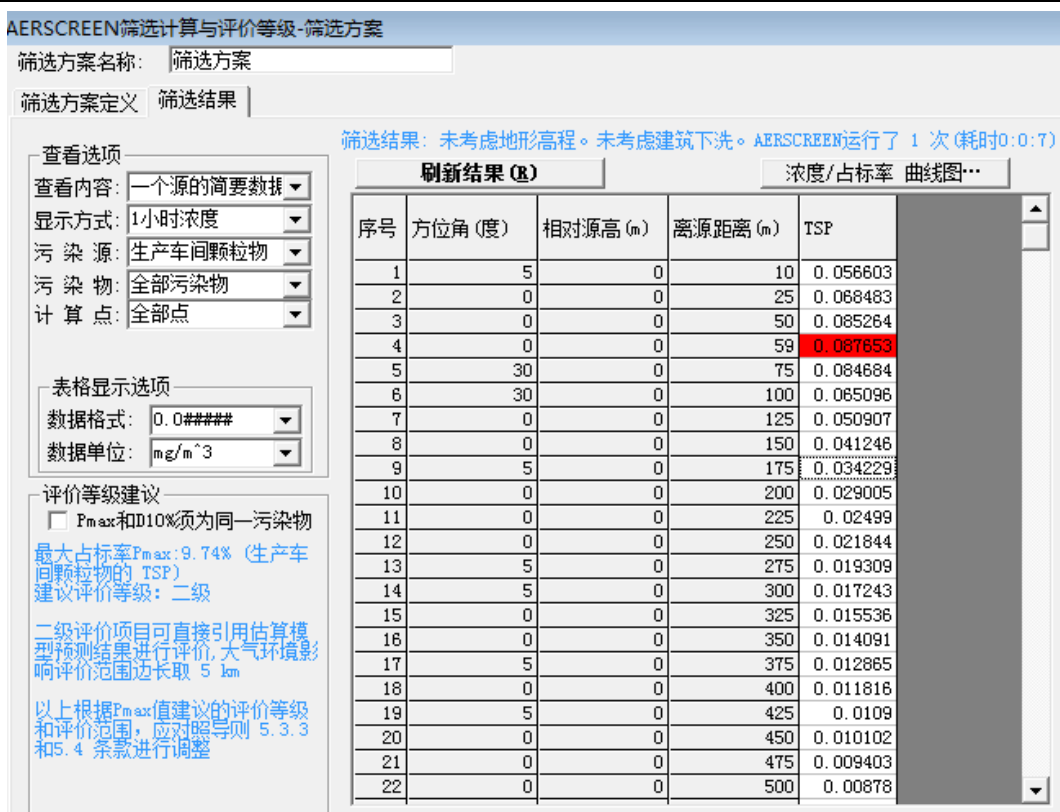 AERSCREEN筛选计算与评价等级-筛选方案
筛选方案名称: 筛选方案
筛选方案定义 筛选结果
筛选结果: 未考虑地形高程。未考虑建筑下洗。AERSCREEN运行了 1 次(耗时0:0:7)
查看选项
查看内容: 一个源的简要数据
显示方式: 1小时浓度
污 染 源: 生产车间颗粒物
污 染 物: 全部污染物
计 算 点: 全部点
表格显示选项
数据格式: 0.0#####
数据单位: mg/m^3
评价等级建议
Pmax和D10%须为同一污染物
最大占标率Pmax:9.74% (生产车
间颗粒物的 TSP)
建议评价等级: 二级
二级评价项目可直接引用估算模
型预测结果进行评价,大气环境影
响评价范围边长取 5 km
以上根据Pmax值建议的评价等级
和评价范围,应对照导则 5.3.3
和5.4 条款进行调整
刷新结果(R) 浓度/占标率 曲线图…
序号 方位角(度) 相对源高(m) 离源距离(m) TSP
1 5 0 10 0.056603
2 0 0 25 0.068483
3 0 0 50 0.085264
4 0 0 59 0.087653
5 30 0 75 0.084684
6 30 0 100 0.065096
7 0 0 125 0.050907
8 0 0 150 0.041246
9 5 0 175 0.034229
10 0 0 200 0.029005
11 0 0 225 0.02499
12 0 0 250 0.021844
13 5 0 275 0.019309
14 5 0 300 0.017243
15 0 0 325 0.015536
16 0 0 350 0.014091
17 5 0 375 0.012865
18 0 0 400 0.011816
19 5 0 425 0.0109
20 0 0 450 0.010102
21 0 0 475 0.009403
22 0 0 500 0.00878